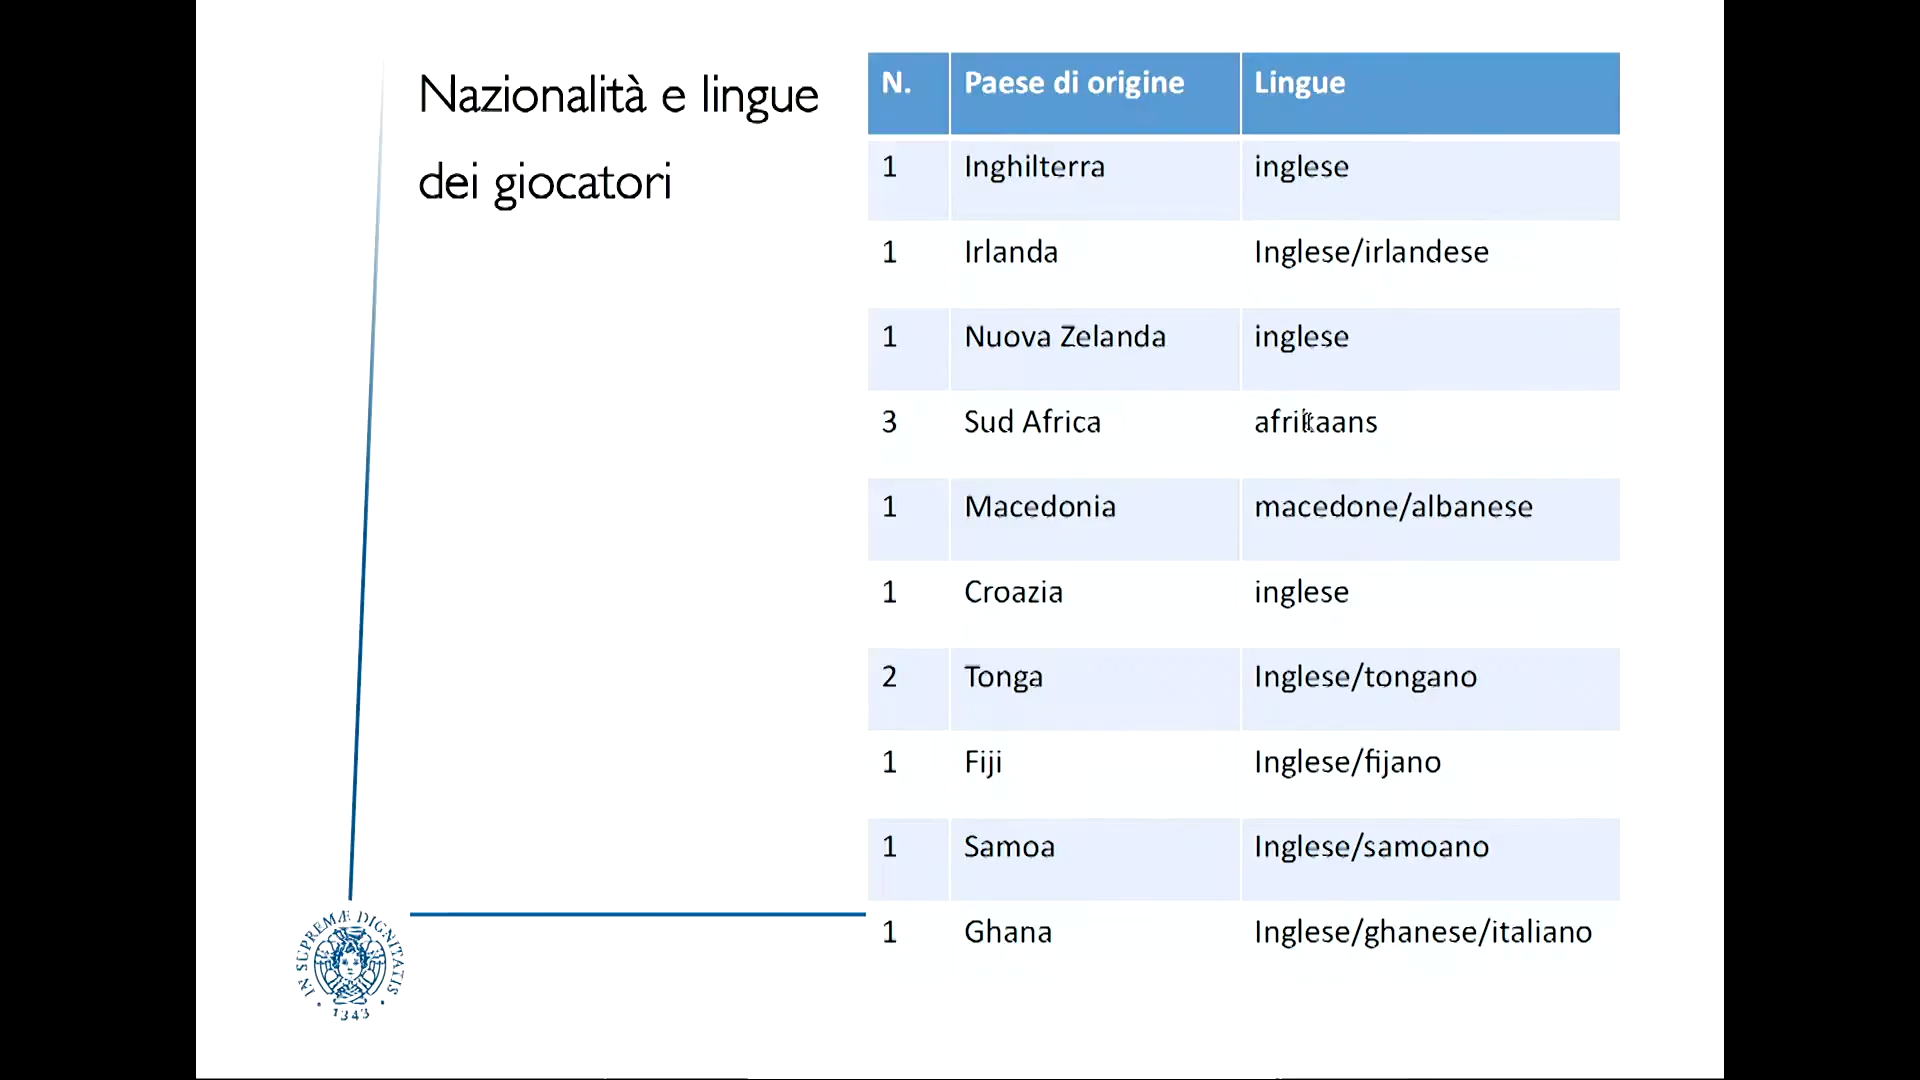 Nazionalità e lingue
dei giocatori
N. Paese di origine Lingue
1 Inghilterra inglese
1 Irlanda Inglese/irlandese
1 Nuova Zelanda inglese
3 Sud Africa afrikaans
1 Macedonia macedone/albanese
1 Croazia inglese
2 Tonga Inglese/tongano
1 Fiji Inglese/fijano
1 Samoa Inglese/samoano
1 Ghana Inglese/ghanese/italiano
IN SUPREMÆ DIGNITATIS
1343